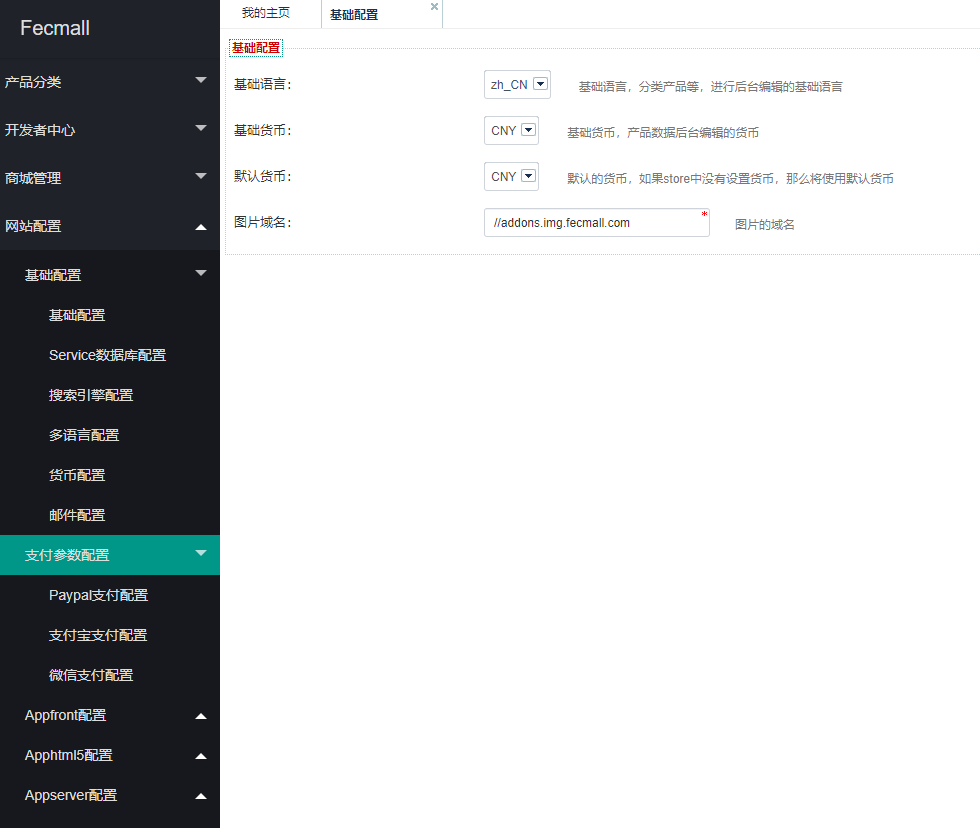 Fecmall
产品分类
开发者中心
商城管理
网站配置
基础配置
基础配置
Service数据库配置
搜索引擎配置
多语言配置
货币配置
邮件配置
支付参数配置
Paypal支付配置
支付宝支付配置
微信支付配置
Appfront配置
Apphtml5配置
Appserver配置
我的主页 基础配置
基础配置
基础语言： zh_CN 基础语言，分类产品等，进行后台编辑的基础语言
基础货币： CNY 基础货币，产品数据后台编辑的货币
默认货币： CNY 默认的货币，如果store中没有设置货币，那么将使用默认货币
图片域名： //addons.img.fecmall.com * 图片的域名